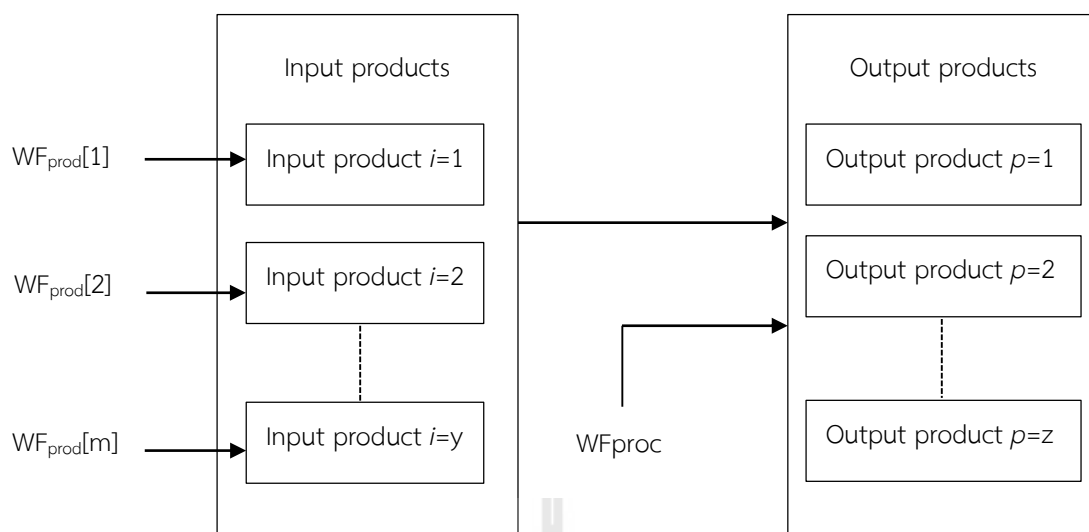 Input products
Output products
WFprod[1]
Input product i=1
Output product p=1
WFprod[2]
Input product i=2
Output product p=2
WFprod[m]
Input product i=y
WFproc
Output product p=z